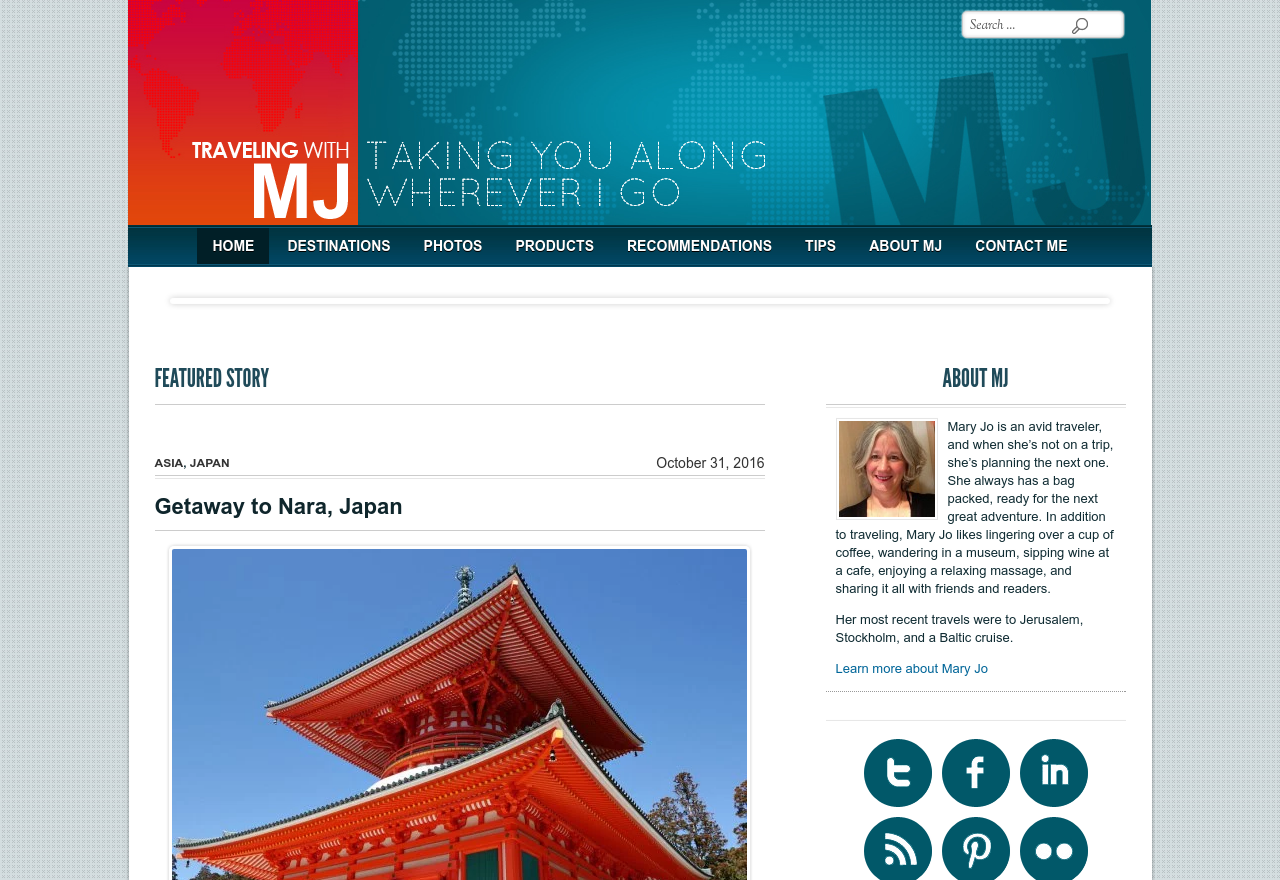 Search ...
TRAVELING WITH
MJ
TAKING YOU ALONG
WHEREVER I GO
MJ
HOME DESTINATIONS PHOTOS PRODUCTS RECOMMENDATIONS TIPS ABOUT MJ CONTACT ME
FEATURED STORY
ASIA, JAPAN October 31, 2016
Getaway to Nara, Japan
ABOUT MJ
Mary Jo is an avid traveler,
and when she’s not on a trip,
she’s planning the next one.
She always has a bag
packed, ready for the next
great adventure. In addition
to traveling, Mary Jo likes lingering over a cup of
coffee, wandering in a museum, sipping wine at
a cafe, enjoying a relaxing massage, and
sharing it all with friends and readers.
Her most recent travels were to Jerusalem,
Stockholm, and a Baltic cruise.
Learn more about Mary Jo